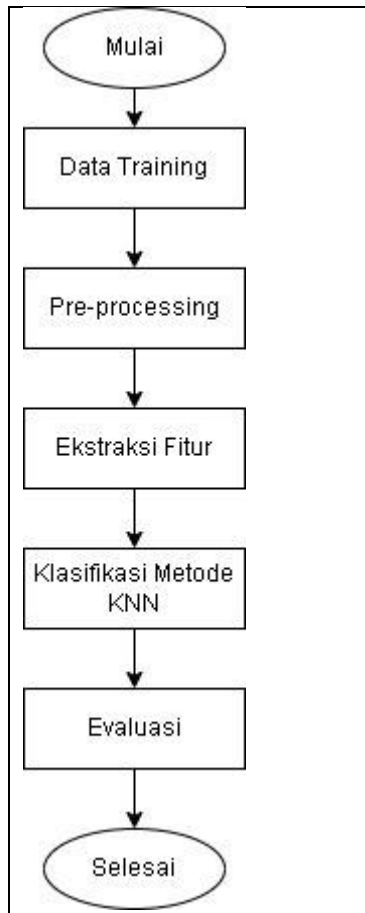 Mulai
Data Training
Pre-processing
Ekstraksi Fitur
Klasifikasi Metode
KNN
Evaluasi
Selesai